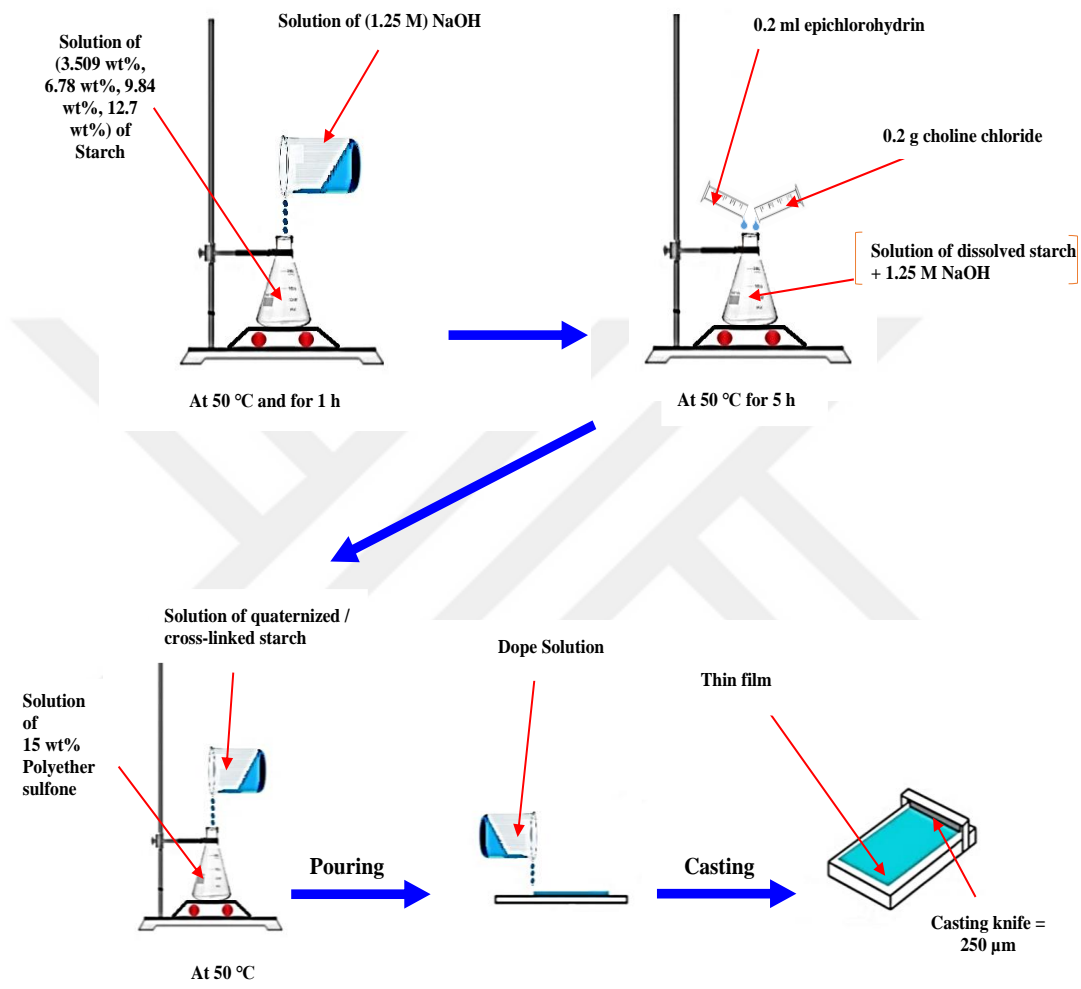 Solution of (1.25 M) NaOH
Solution of
(3.509 wt%,
6.78 wt%, 9.84
wt%, 12.7
wt%) of
Starch
At 50 °C and for 1 h
0.2 ml epichlorohydrin
0.2 g choline chloride
Solution of dissolved starch
+ 1.25 M NaOH
At 50 °C for 5 h
Solution of quaternized /
cross-linked starch
Solution
of
15 wt%
Polyether
sulfone
At 50 °C
Pouring
Dope Solution
Casting
Thin film
Casting knife =
250 µm